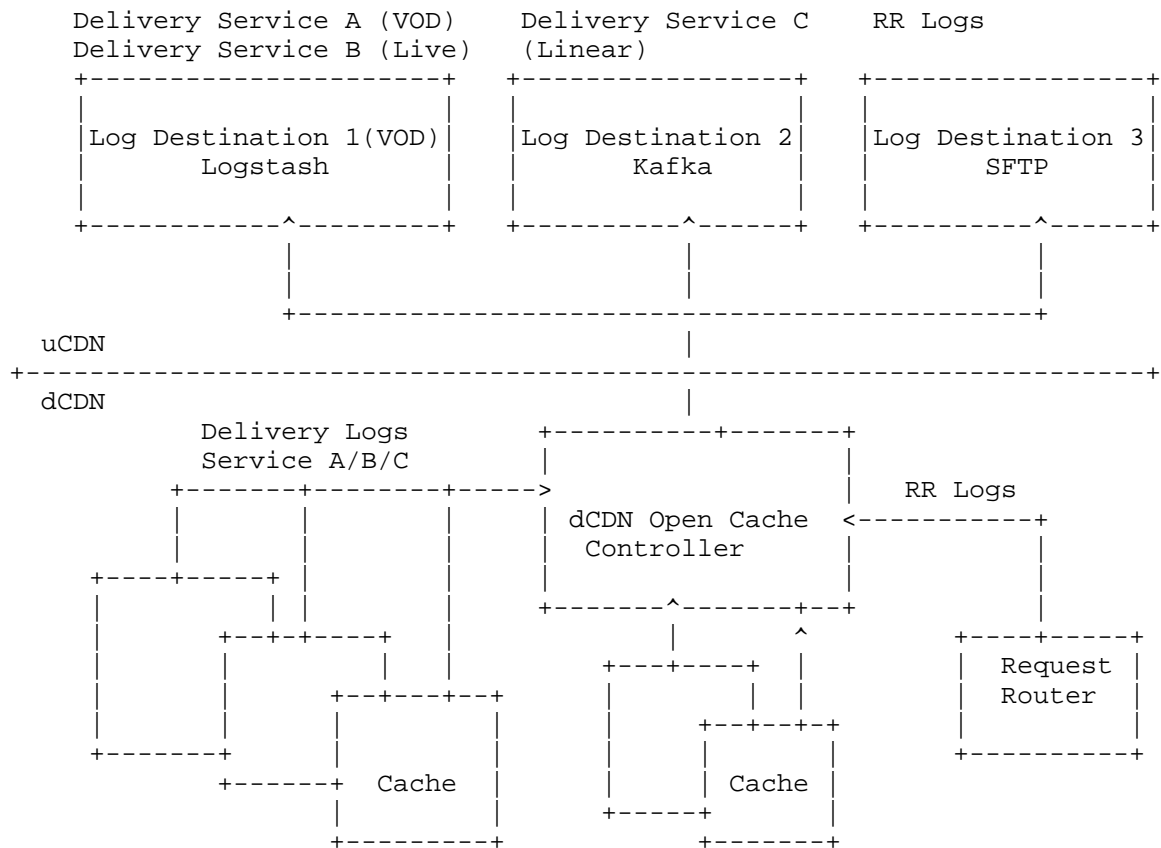 Delivery Service A (VOD) Delivery Service C RR Logs
Delivery Service B (Live) (Linear)
Log Destination 1(VOD) Log Destination 2 Log Destination 3
Logstash Kafka SFTP
uCDN
dCDN
Delivery Logs
Service A/B/C
RR Logs
dCDN Open Cache
Controller
Request
Router
Cache Cache